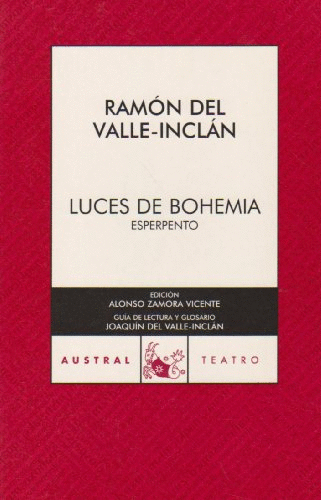 RAMÓN DEL
VALLE-INCLÁN
LUCES DE BOHEMIA
ESPERPENTO
EDICIÓN
ALONSO ZAMORA VICENTE
GUÍA DE LECTURA Y GLOSARIO
JOAQUÍN DEL VALLE-INCLÁN
AUSTRAL TEATRO